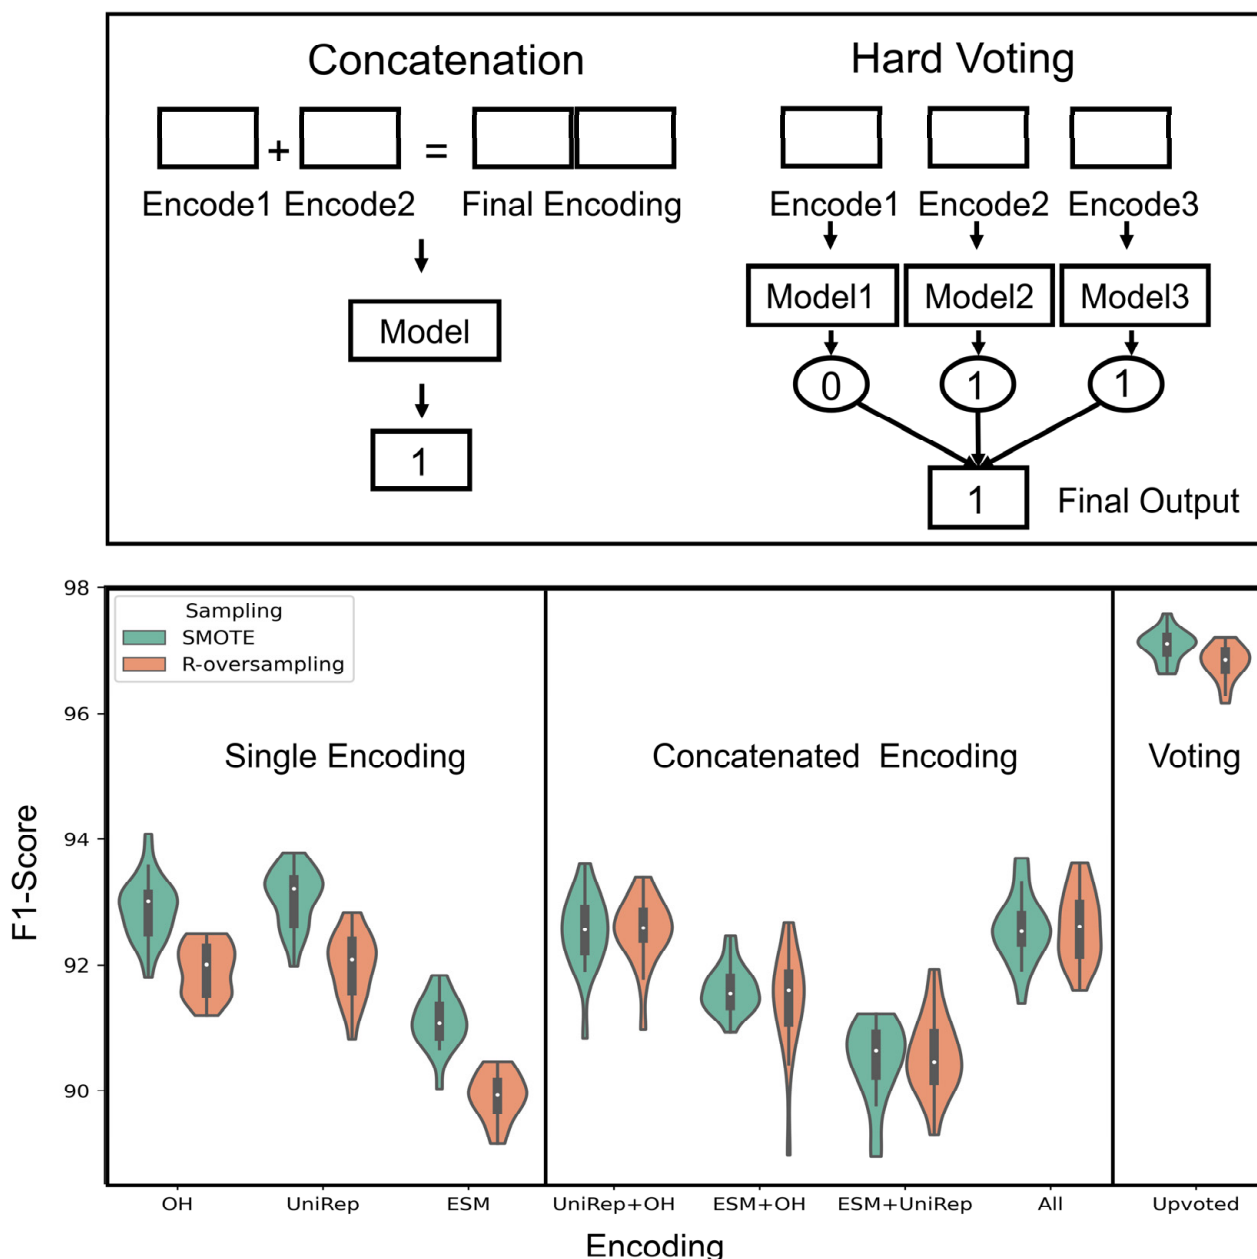 Concatenation
Hard Voting
+ =
Encode1 Encode2 Final Encoding
Encode1 Encode2 Encode3
Model
Model1 Model2 Model3
0 1 1
1
1 Final Output
98
96
94
92
90
F1-Score
Sampling
SMOTE
R-oversampling
Single Encoding
Concatenated Encoding
Voting
OH UniRep ESM UniRep+OH ESM+OH ESM+UniRep All Upvoted
Encoding